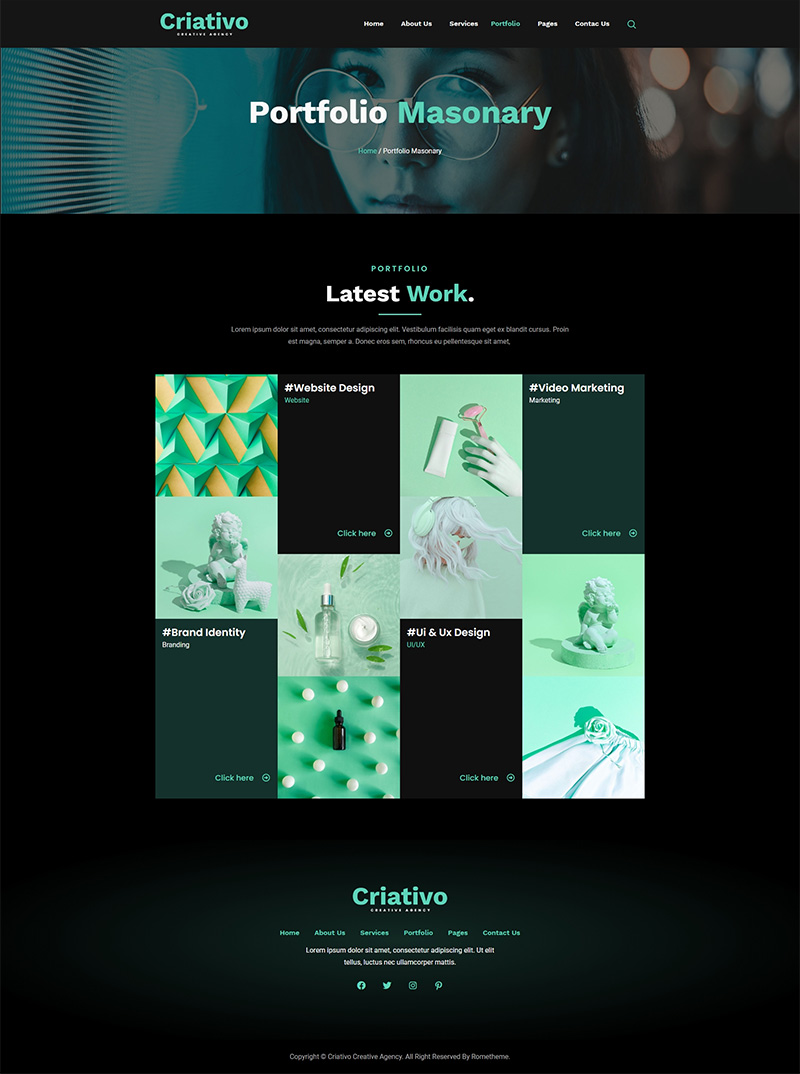 Criativo
CREATIVE AGENCY
Home About Us Services Portfolio Pages Contac Us
Portfolio Masonary
Home / Portfolio Masonary
PORTFOLIO
Latest Work.
Lorem ipsum dolor sit amet, consectetur adipiscing elit. Vestibulum facilisis quam eget ex blandit cursus. Proin
est magna, semper a. Donec eros sem, rhoncus eu pellentesque sit amet,
#Website Design
Website
Click here
#Video Marketing
Marketing
Click here
#Brand Identity
Branding
Click here
#Ui & Ux Design
UI/UX
Click here
Criativo
CREATIVE AGENCY
Home About Us Services Portfolio Pages Contact Us
Lorem ipsum dolor sit amet, consectetur adipiscing elit. Ut elit
tellus, luctus nec ullamcorper mattis.
Copyright © Criativo Creative Agency. All Right Reserved By Rometheme.